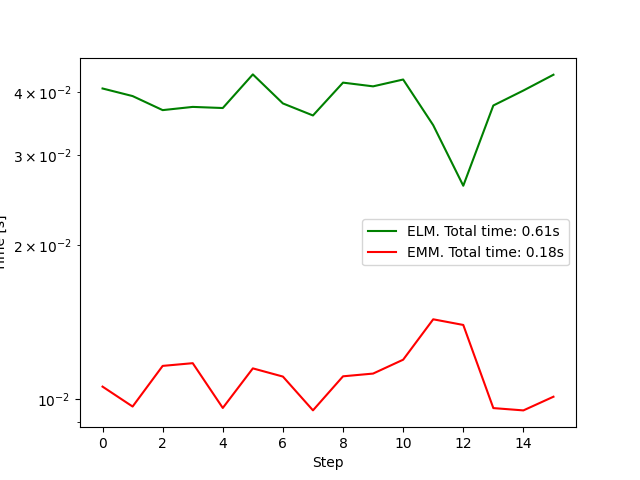 4 × 10⁻²
3 × 10⁻²
2 × 10⁻²
10⁻²
ELM. Total time: 0.61s
EMM. Total time: 0.18s
0 2 4 6 8 10 12 14
Step